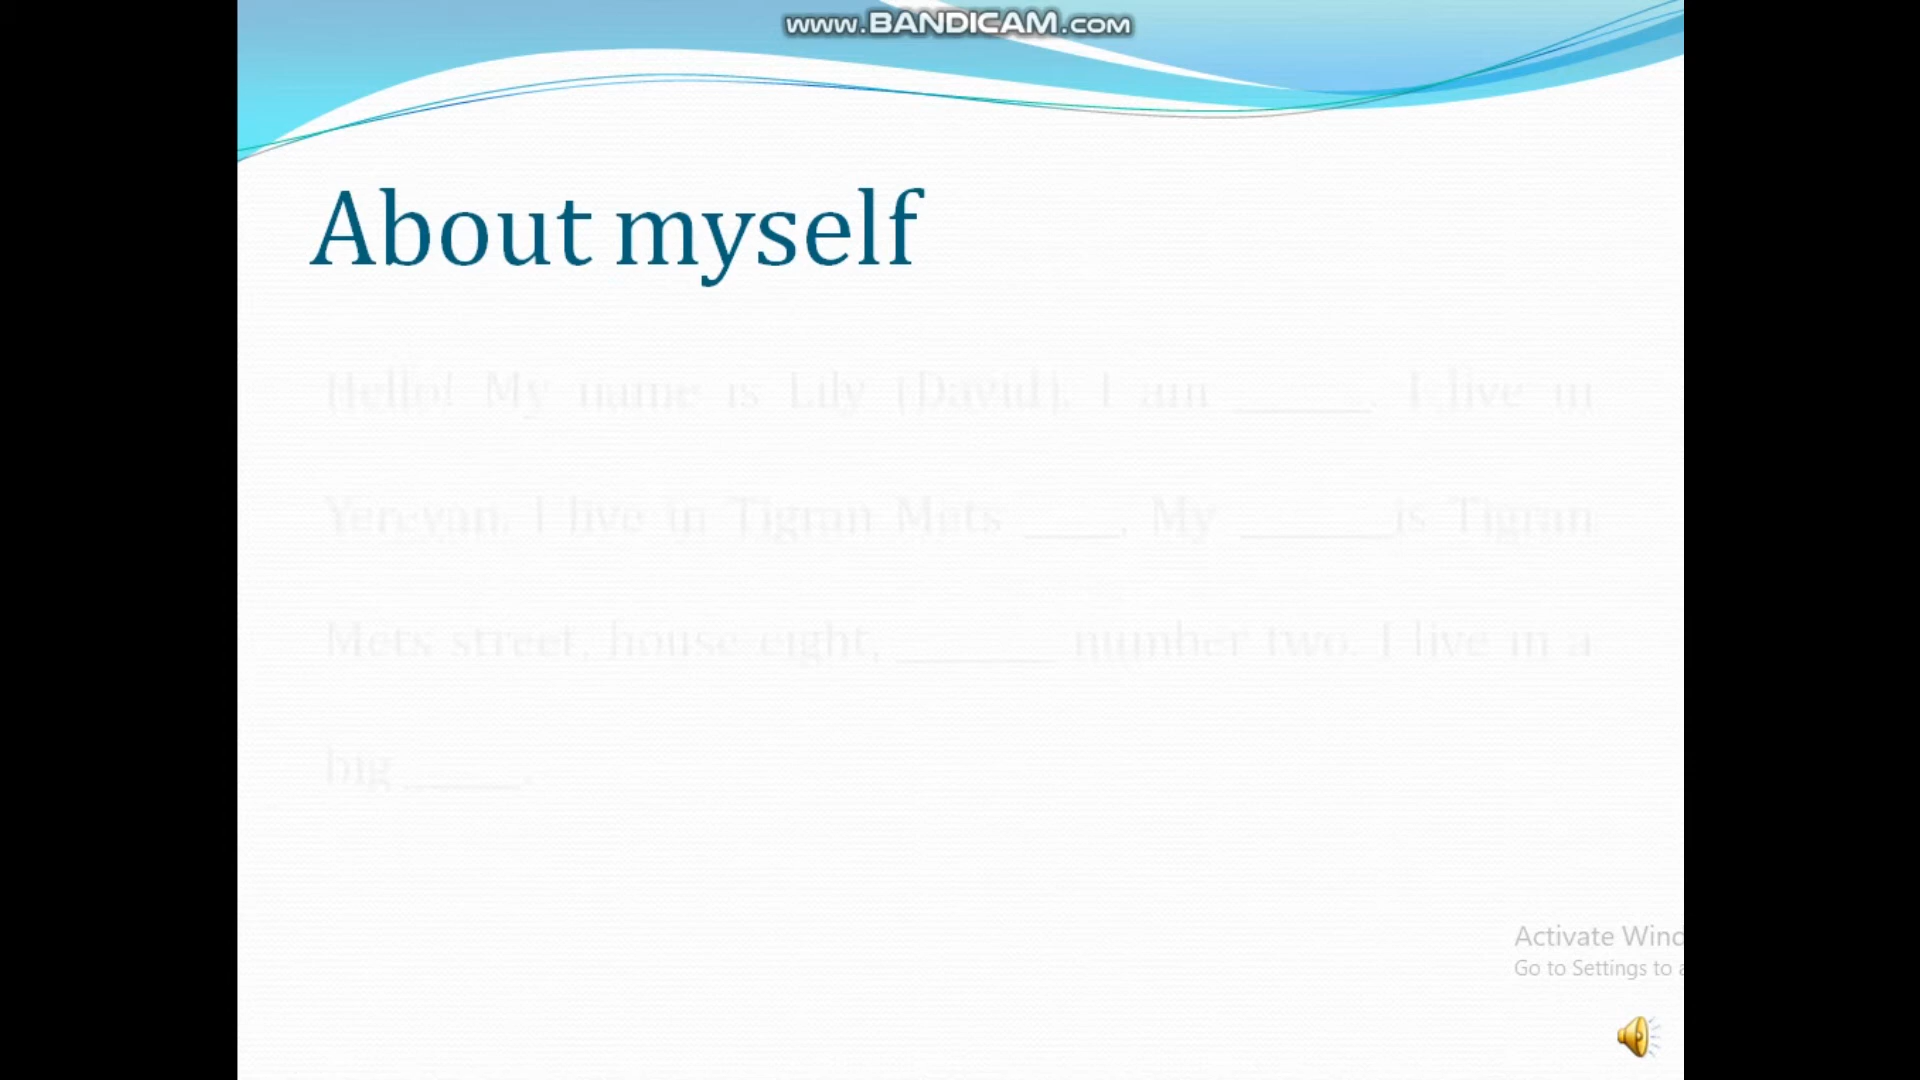 www.BANDICAM.com
About myself
Hello! My name is Lily (David). I am ______. I live in
Yerevan. I live in Tigran Mets ____. My ______is Tigran
Mets street, house eight, ______ number two. I live in a
big _____.
Activate Wind
Go to Settings to a